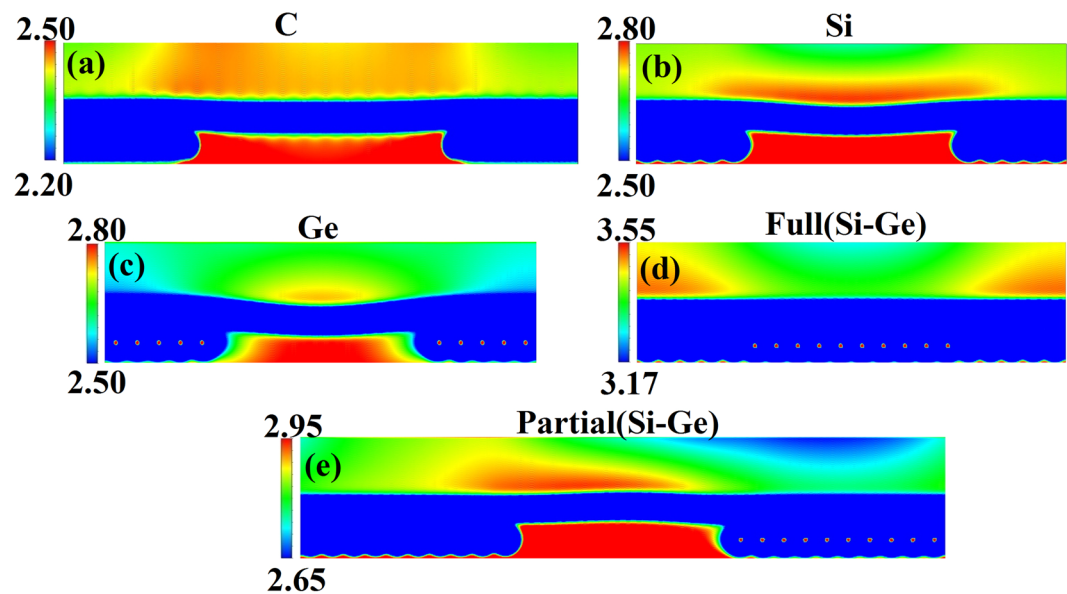 C
2.50
(a)
2.20
Si
2.80
(b)
2.50
Ge
2.80
(c)
2.50
Full(Si-Ge)
3.55
(d)
3.17
Partial(Si-Ge)
2.95
(e)
2.65